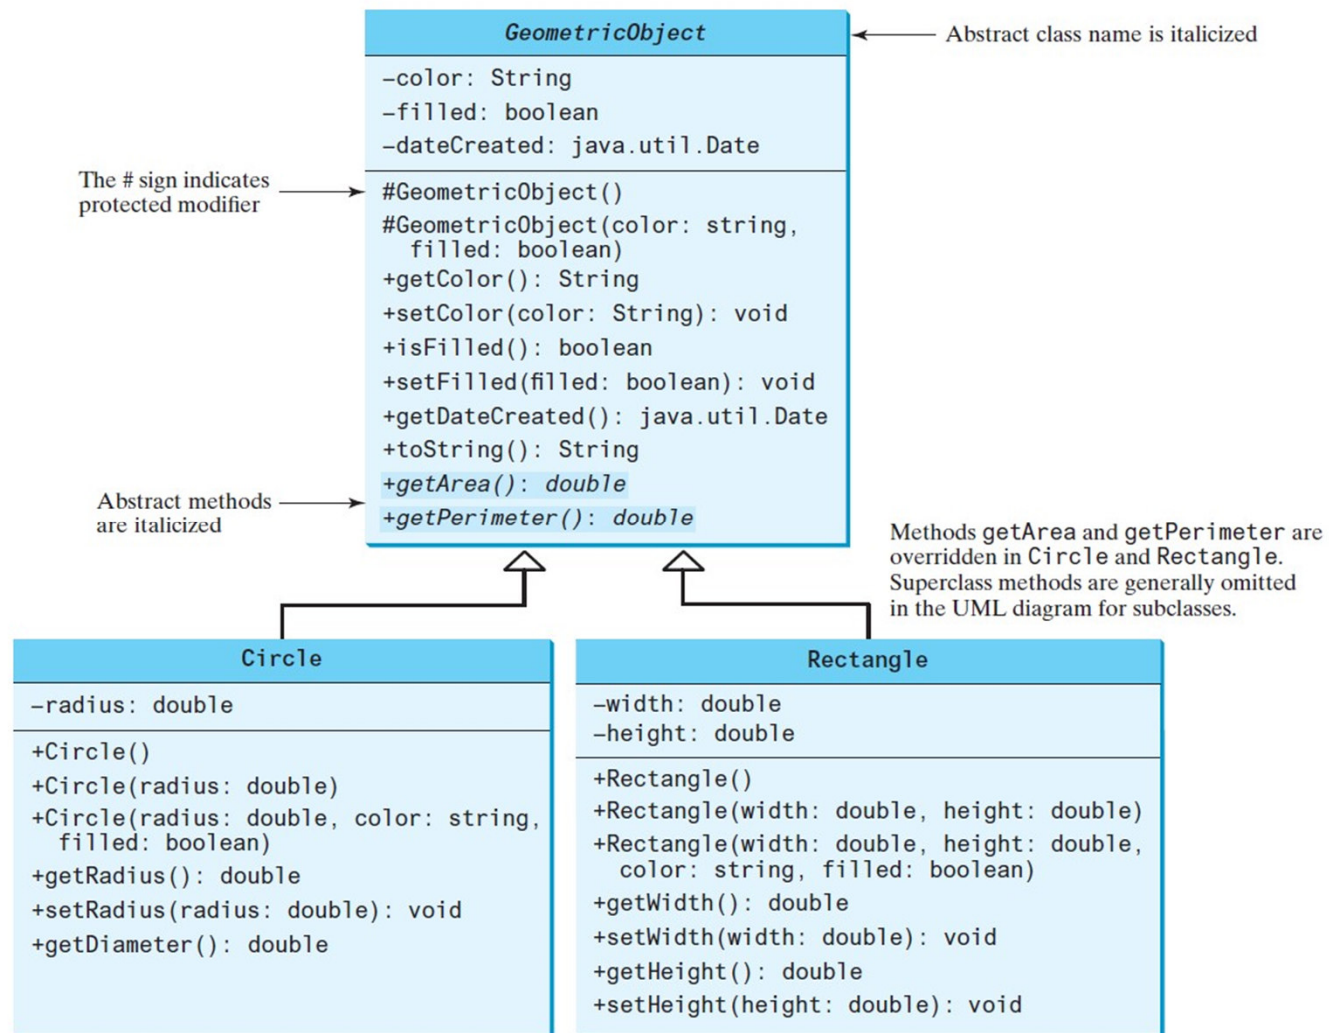 GeometricObject
Abstract class name is italicized
–color: String
–filled: boolean
–dateCreated: java.util.Date
The # sign indicates
protected modifier
#GeometricObject()
#GeometricObject(color: string,
filled: boolean)
+getColor(): String
+setColor(color: String): void
+isFilled(): boolean
+setFilled(filled: boolean): void
+getDateCreated(): java.util.Date
+toString(): String
+getArea(): double
+getPerimeter(): double
Abstract methods
are italicized
Methods getArea and getPerimeter are
overridden in Circle and Rectangle.
Superclass methods are generally omitted
in the UML diagram for subclasses.
Circle
–radius: double
+Circle()
+Circle(radius: double)
+Circle(radius: double, color: string,
filled: boolean)
+getRadius(): double
+setRadius(radius: double): void
+getDiameter(): double
Rectangle
–width: double
–height: double
+Rectangle()
+Rectangle(width: double, height: double)
+Rectangle(width: double, height: double,
color: string, filled: boolean)
+getWidth(): double
+setWidth(width: double): void
+getHeight(): double
+setHeight(height: double): void